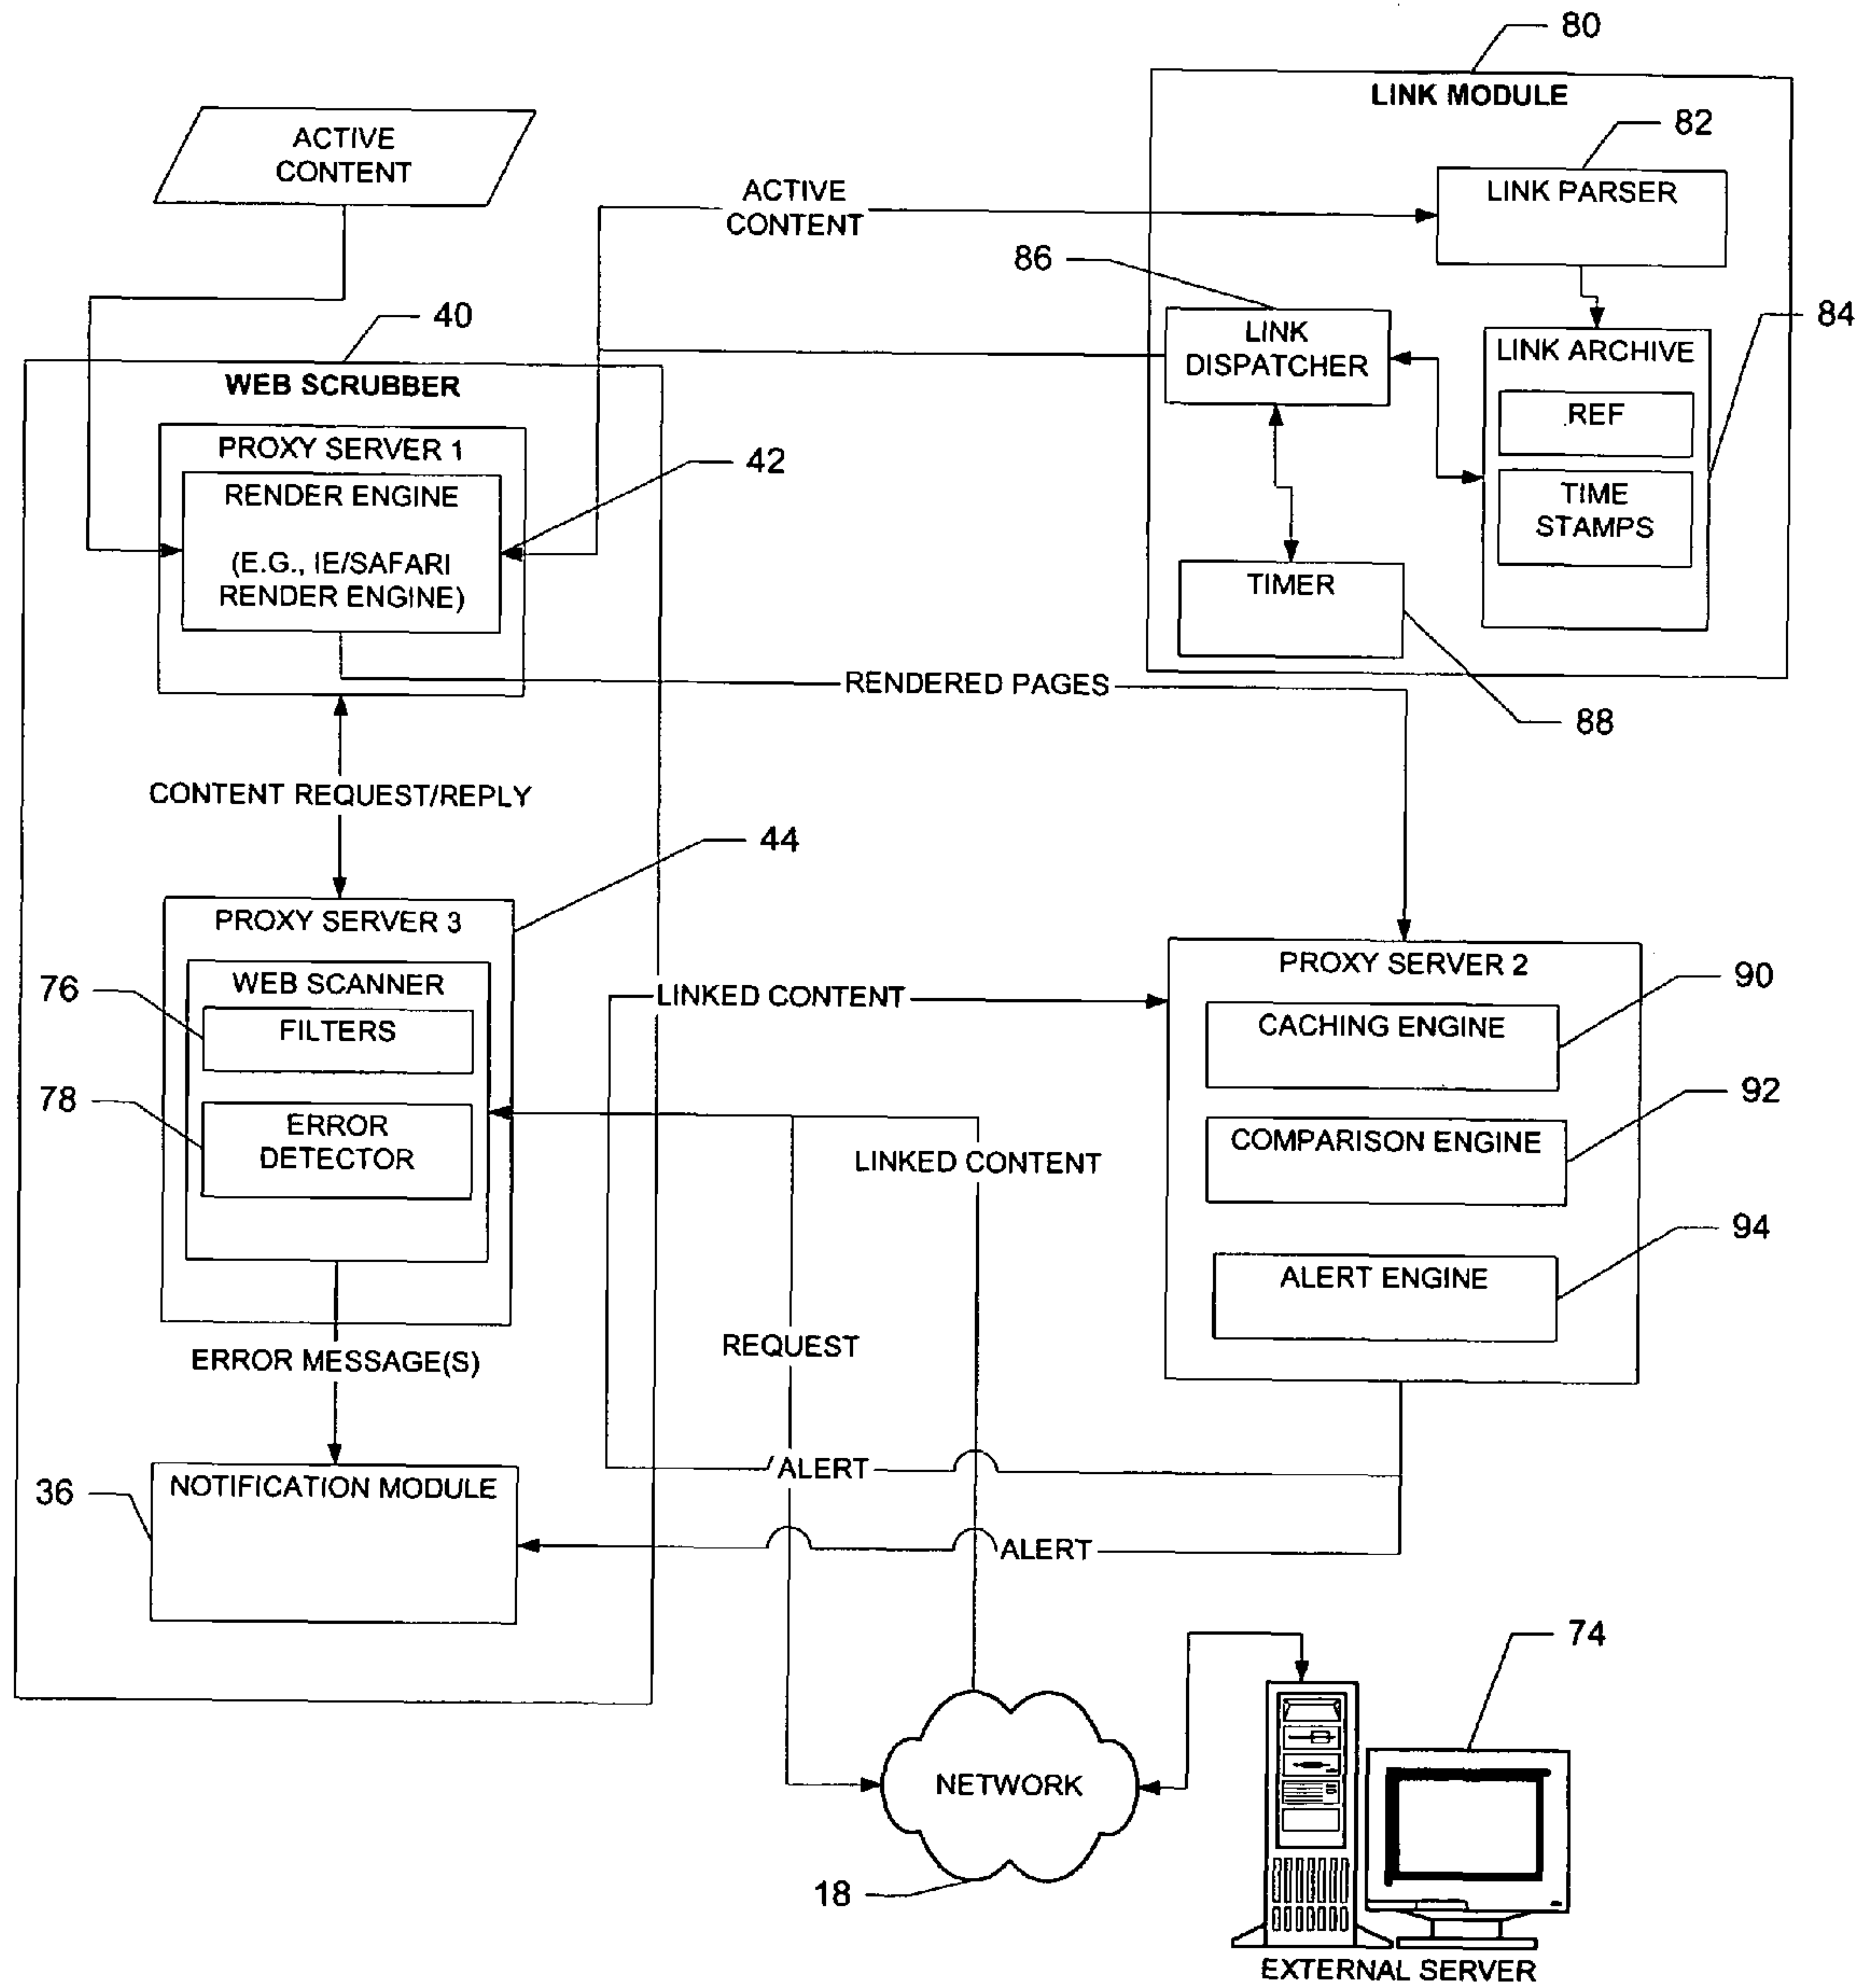 80
LINK MODULE
82
LINK PARSER
ACTIVE
CONTENT
ACTIVE
CONTENT
86
LINK
DISPATCHER
84
LINK ARCHIVE
REF
TIME
STAMPS
TIMER
88
40
WEB SCRUBBER
PROXY SERVER 1
42
RENDER ENGINE
(E.G., IE/SAFARI
RENDER ENGINE)
RENDERED PAGES
CONTENT REQUEST/REPLY
44
PROXY SERVER 3
WEB SCANNER
76
FILTERS
78
ERROR
DETECTOR
LINKED CONTENT
PROXY SERVER 2
90
CACHING ENGINE
92
COMPARISON ENGINE
94
ALERT ENGINE
LINKED CONTENT
REQUEST
ERROR MESSAGE(S)
ALERT
36
NOTIFICATION MODULE
ALERT
74
NETWORK
18
EXTERNAL SERVER